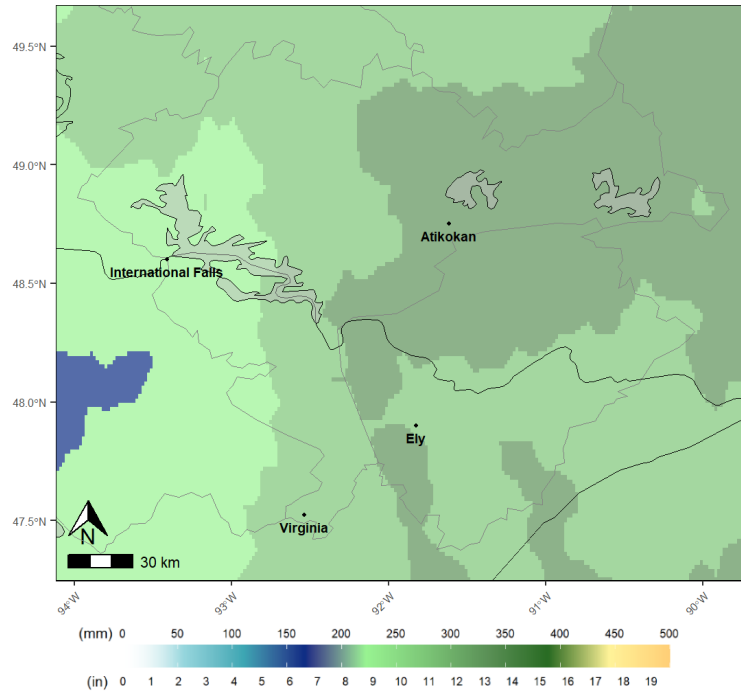 49.5°N
49.0°N
Atikokan
48.5°N
International Falls
48.0°N
Ely
47.5°N
Virginia
N
30 km
94°W
93°W
92°W
91°W
90°W
(mm) 0 50 100 150 200 250 300 350 400 450 500
(in) 0 1 2 3 4 5 6 7 8 9 10 11 12 13 14 15 16 17 18 19